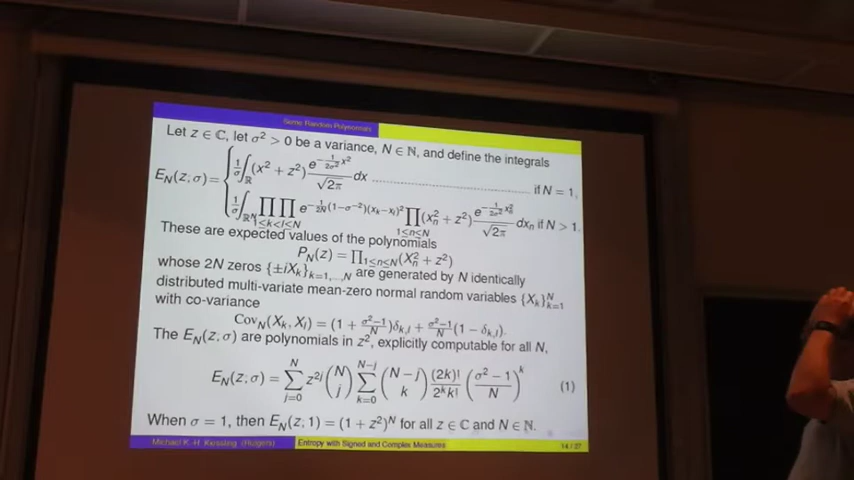 Some Random Polynomials
Let z ∈ ℂ, let σ² > 0 be a variance, N ∈ ℕ, and define the integrals
E_N(z,σ) = { 1/σ ∫_ℝ (x² + z²) e^{-1/(2σ²) x²}/√(2π) dx ........ if N = 1,
1/σ ∫_{ℝ^N} ∏∏_{1≤k<l≤N} e^{-1/(2N) (1-σ^{-2})(x_k-x_l)²} ∏_{1≤n≤N} (x_n² + z²) e^{-1/(2σ²) x_n²}/√(2π) dx_n if N > 1.
These are expected values of the polynomials
P_N(z) = ∏_{1≤n≤N} (X_n² + z²)
whose 2N zeros {±iX_k}_{k=1,...,N} are generated by N identically
distributed multi-variate mean-zero normal random variables {X_k}_{k=1}^N
with co-variance
Cov_N(X_k, X_l) = (1 + (σ²-1)/N) δ_{k,l} + (σ²-1)/N (1 - δ_{k,l}).
The E_N(z,σ) are polynomials in z², explicitly computable for all N,
E_N(z,σ) = ∑_{j=0}^{N} z^{2j} (N j) ∑_{k=0}^{N-j} (N-j k) (2k)!/(2^k k!) ((σ²-1)/N)^k (1)
When σ = 1, then E_N(z,1) = (1 + z²)^N for all z ∈ ℂ and N ∈ ℕ.
Michael K.-H. Kiessling (Rutgers) Entropy with Signed and Complex Measures 14 / 27